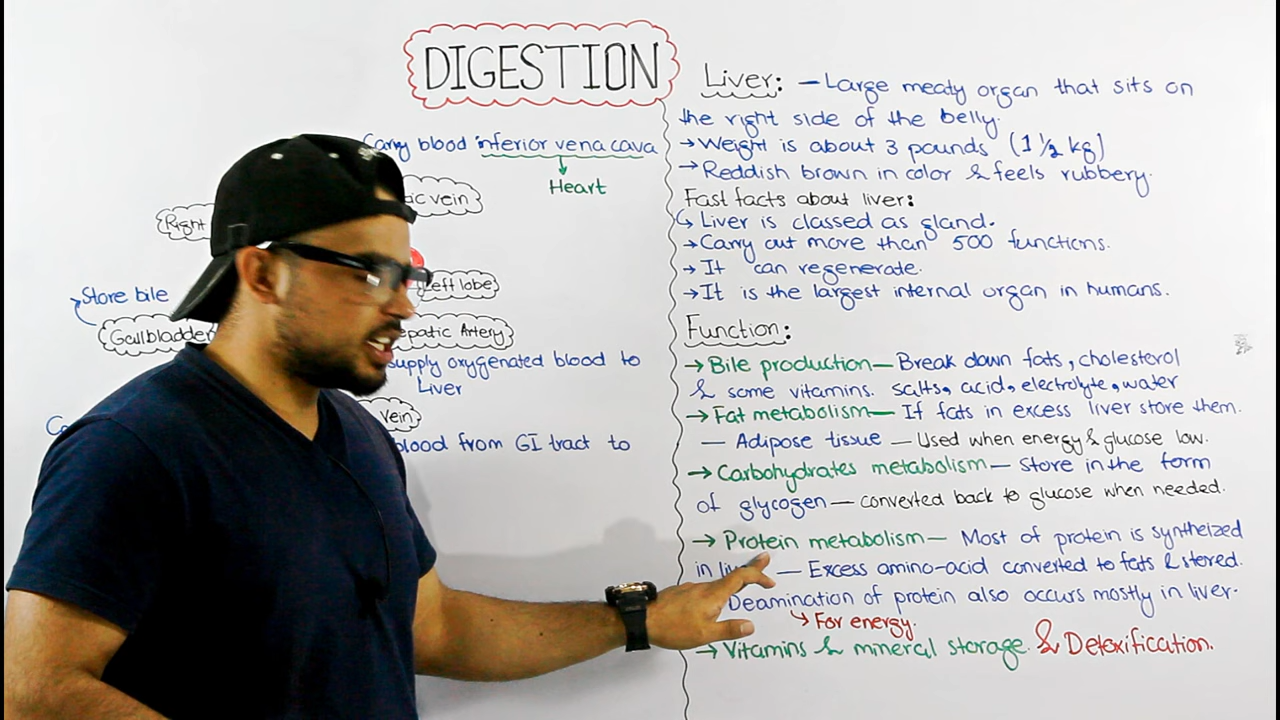 DIGESTION
Carry blood inferior vena cava
Heart
vein
Right
Store bile
Left lobe
Gallbladder
Artery
supply oxygenated blood to
Liver
Vein
blood from GI tract to
Liver: – Large meaty organ that sits on
the right side of the belly.
→ Weight is about 3 pounds (1 1/2 kg)
→ Reddish brown in color & feels rubbery.
Fast facts about liver:
↳ Liver is classed as gland.
→ Carry out more than 500 functions.
→ It can regenerate.
→ It is the largest internal organ in humans.
Function:
→ Bile production – Break down fats, cholesterol
& some vitamins. salts, acid, electrolyte, water
→ Fat metabolism – If fats in excess liver store them.
– Adipose tissue – Used when energy & glucose low.
→ Carbohydrates metabolism – Store in the form
of glycogen – converted back to glucose when needed.
→ Protein metabolism – Most of protein is syntheized
in – Excess amino-acid converted to fats & stored.
Deamination of protein also occurs mostly in liver.
↳ For energy.
→ Vitamins & mineral storage & Detoxification.